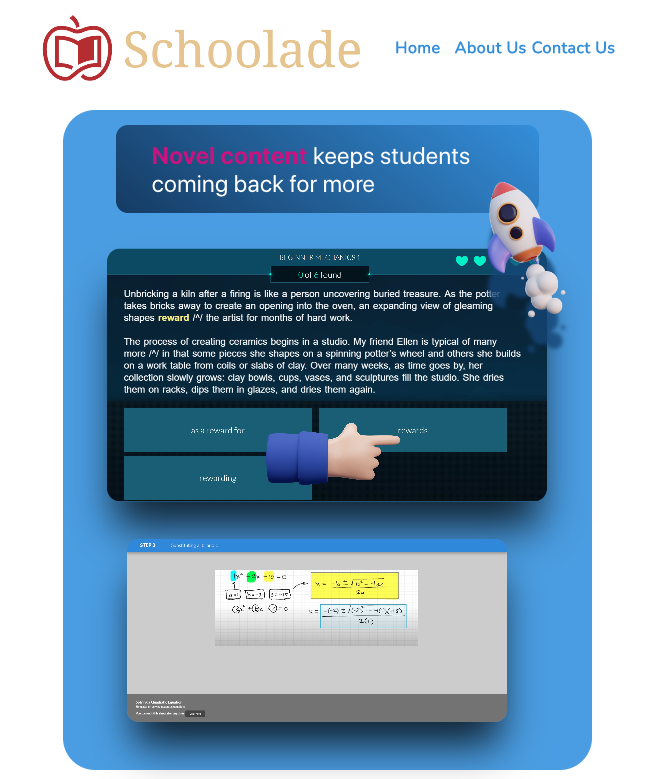 Schoolade
Home About Us Contact Us
Novel content keeps students
coming back for more
BEGINNER MECHANICS 1
0 of 6 found
Unbricking a kiln after a firing is like a person uncovering buried treasure. As the potter
takes bricks away to create an opening into the oven, an expanding view of gleaming
shapes reward /^/ the artist for months of hard work.
The process of creating ceramics begins in a studio. My friend Ellen is typical of many
more /^/ in that some pieces she shapes on a spinning potter's wheel and others she builds
on a work table from coils or slabs of clay. Over many weeks, as time goes by, her
collection slowly grows: clay bowls, cups, vases, and sculptures fill the studio. She dries
them on racks, dips them in glazes, and dries them again.
as a reward for
rewards
rewarding
STEP 3